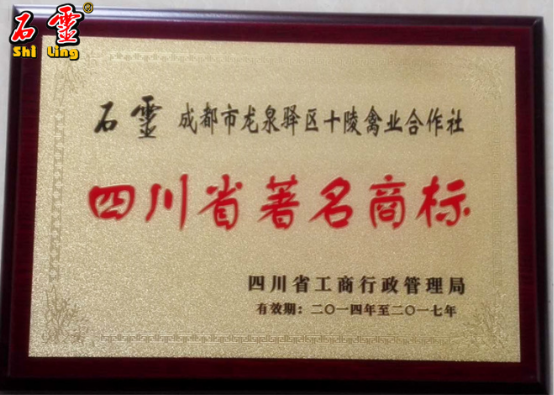 石靈®
Shi Ling
石靈 成都市龙泉驿区十陵禽业合作社
四川省著名商标
四川省工商行政管理局
有效期：二〇一四年至二〇一七年